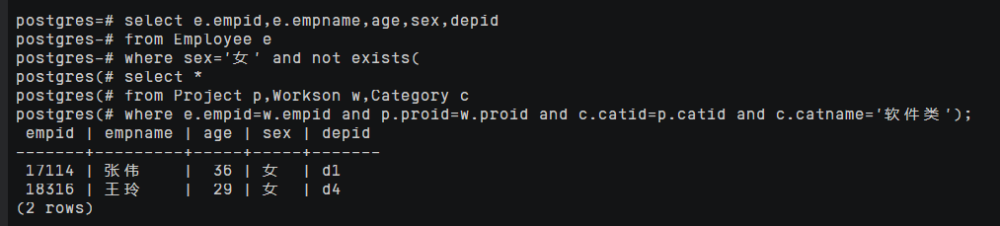 postgres=# select e.empid,e.empname,age,sex,depid
postgres-# from Employee e
postgres-# where sex='女' and not exists(
postgres(# select *
postgres(# from Project p,Workson w,Category c
postgres(# where e.empid=w.empid and p.proid=w.proid and c.catid=p.catid and c.catname='软件类');
 empid | empname | age | sex | depid
-------+---------+-----+-----+-------
 17114 | 张伟    |  36 | 女  | d1
 18316 | 王玲    |  29 | 女  | d4
(2 rows)